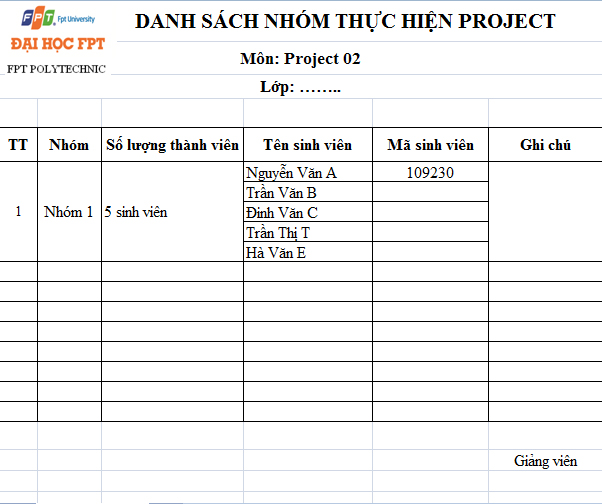 FPT. Fpt University
ĐẠI HỌC FPT
FPT POLYTECHNIC
DANH SÁCH NHÓM THỰC HIỆN PROJECT
Môn: Project 02
Lớp: ……..
TT Nhóm Số lượng thành viên Tên sinh viên Mã sinh viên Ghi chú
1 Nhóm 1 5 sinh viên
Nguyễn Văn A 109230
Trần Văn B
Đinh Văn C
Trần Thị T
Hà Văn E
Giảng viên